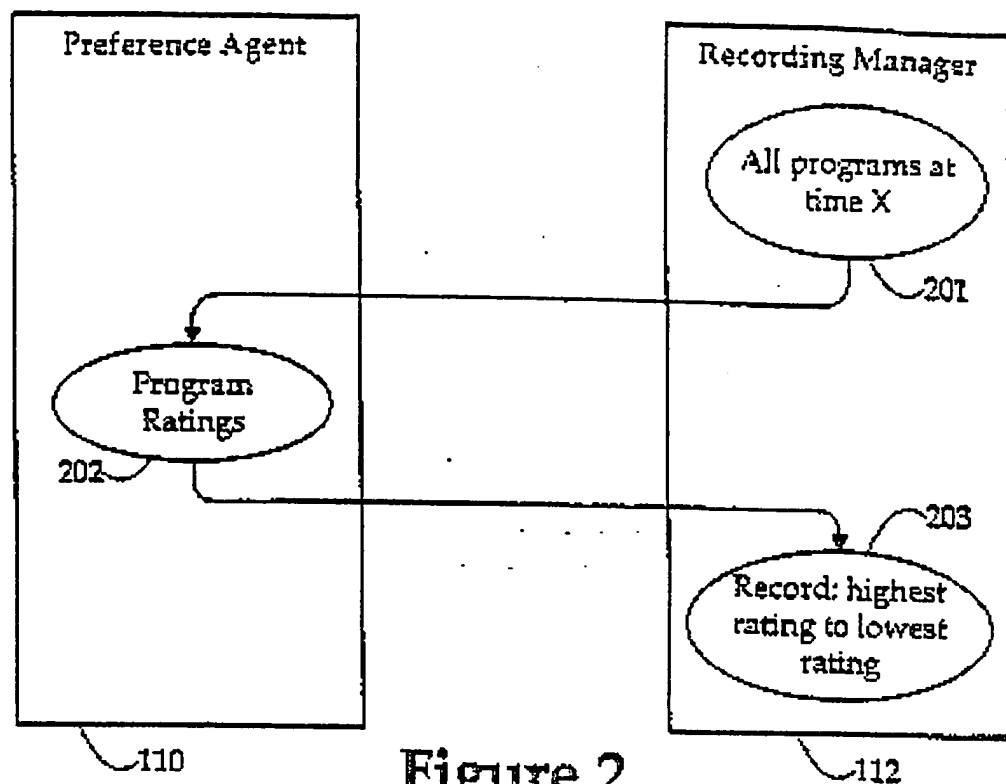 Preference Agent
Recording Manager
All programs at
time X
201
Program
Ratings
202
203
Record: highest
rating to lowest
rating
110
112
Figure 2